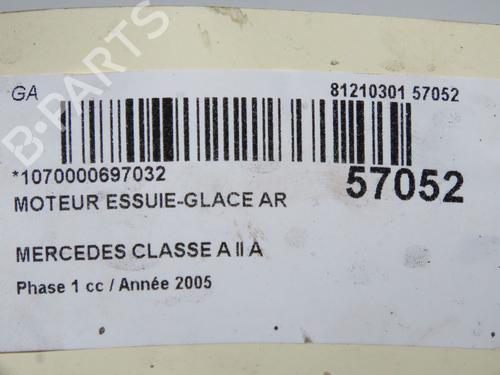 B-PARTS
GA
81210301 57052
*1070000697032
57052
MOTEUR ESSUIE-GLACE AR
MERCEDES CLASSE A II A
Phase 1 cc / Année 2005